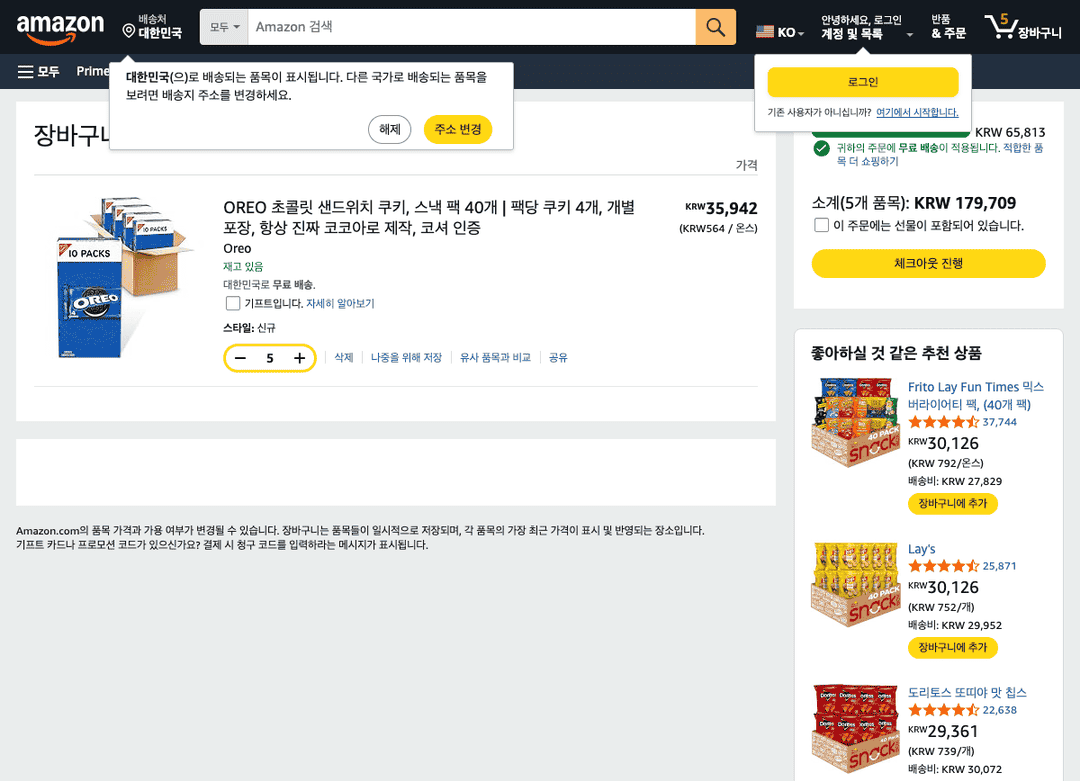 amazon
배송처
대한민국
모두
Amazon 검색
KO
안녕하세요, 로그인
계정 및 목록
반품
& 주문
5
장바구니
모두
Prime
대한민국(으)로 배송되는 품목이 표시됩니다. 다른 국가로 배송되는 품목을
보려면 배송지 주소를 변경하세요.
해제
주소 변경
로그인
기존 사용자가 아니십니까? 여기에서 시작합니다.
장바구니
가격
10 PACKS
10 PACKS
OREO
OREO 초콜릿 샌드위치 쿠키, 스낵 팩 40개 | 팩당 쿠키 4개, 개별
포장, 항상 진짜 코코아로 제작, 코셔 인증
KRW35,942
(KRW564 / 온스)
Oreo
재고 있음
대한민국로 무료 배송.
기프트입니다. 자세히 알아보기
스타일: 신규
5
삭제
나중을 위해 저장
유사 품목과 비교
공유
Amazon.com의 품목 가격과 가용 여부가 변경될 수 있습니다. 장바구니는 품목들이 일시적으로 저장되며, 각 품목의 가장 최근 가격이 표시 및 반영되는 장소입니다.
기프트 카드나 프로모션 코드가 있으신가요? 결제 시 청구 코드를 입력하라는 메시지가 표시됩니다.
KRW 65,813
귀하의 주문에 무료 배송이 적용됩니다. 적합한 품
목 더 쇼핑하기
소계(5개 품목): KRW 179,709
이 주문에는 선물이 포함되어 있습니다.
체크아웃 진행
좋아하실 것 같은 추천 상품
40 PACK
snack
Frito Lay Fun Times 믹스
버라이어티 팩, (40개 팩)
37,744
KRW30,126
(KRW 792/온스)
배송비: KRW 27,829
장바구니에 추가
40 PACK
snack
Lay's
25,871
KRW30,126
(KRW 752/개)
배송비: KRW 29,952
장바구니에 추가
40 PACK
snack
도리토스 또띠야 맛 칩스
22,638
KRW29,361
(KRW 739/개)
배송비: KRW 30,072